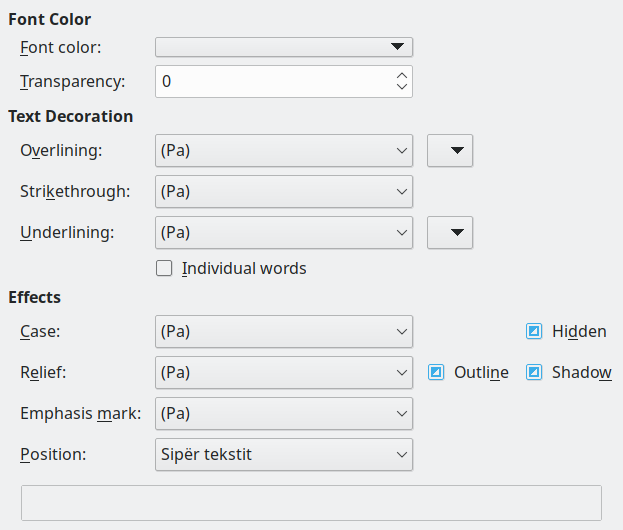 Font Color
Font color:
Transparency: 0
Text Decoration
Overlining: (Pa)
Strikethrough: (Pa)
Underlining: (Pa)
Individual words
Effects
Case: (Pa) Hidden
Relief: (Pa) Outline Shadow
Emphasis mark: (Pa)
Position: Sipër tekstit